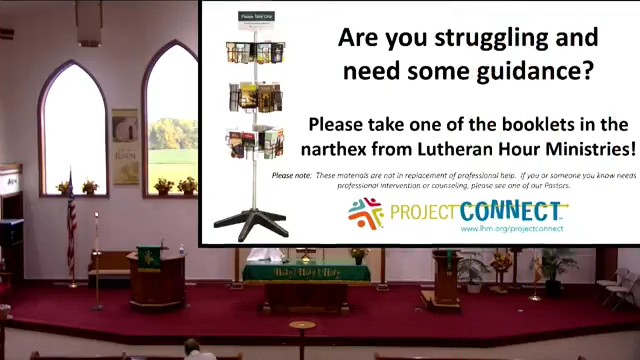 Please Take One
Are you struggling and
need some guidance?
Please take one of the booklets in the
narthex from Lutheran Hour Ministries!
Please note: These materials are not in replacement of professional help. If you or someone you know needs
professional intervention or counseling, please see one of our Pastors.
PROJECT CONNECT
www.lhm.org/projectconnect
RISEN
Holy Holy Holy